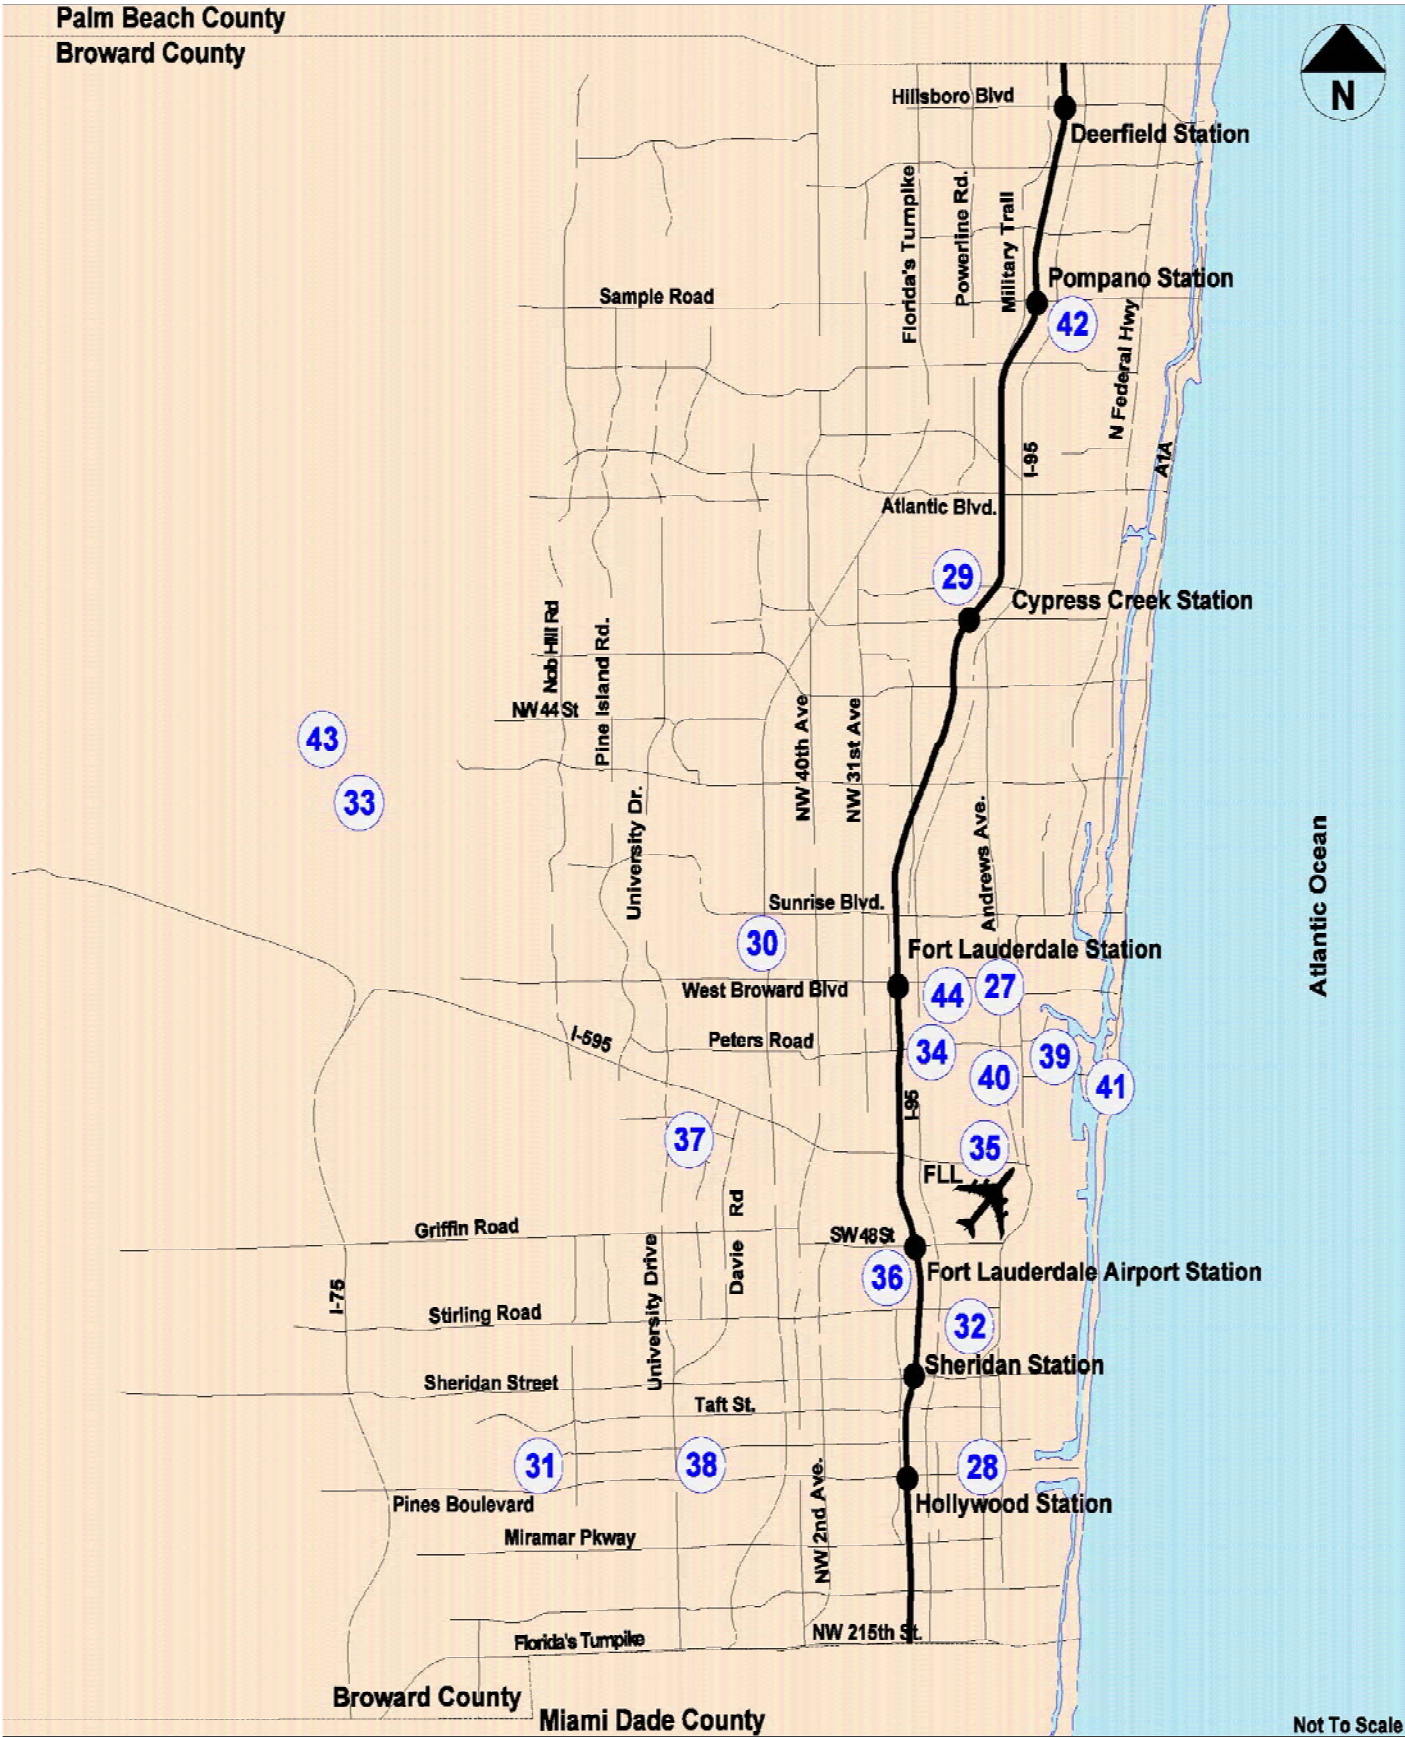 Palm Beach County
Broward County
N
Hillsboro Blvd
Deerfield Station
Florida's Turnpike
Powerline Rd.
Military Trail
Pompano Station
Sample Road
42
N Federal Hwy
I-95
A1A
Atlantic Blvd.
29
Cypress Creek Station
Nob Hill Rd
Pine Island Rd.
NW 44 St
43
33
NW 40th Ave
NW 31st Ave
University Dr.
Andrews Ave.
Atlantic Ocean
Sunrise Blvd.
30
Fort Lauderdale Station
West Broward Blvd
44
27
I-595
Peters Road
34
39
40
41
I-95
37
35
FLL
Davie Rd
Griffin Road
SW 48 St
36
Fort Lauderdale Airport Station
I-75
University Drive
Stirling Road
32
Sheridan Station
Sheridan Street
Taft St.
31
38
28
Pines Boulevard
Hollywood Station
NW 2nd Ave.
Miramar Pkway
Florida's Turnpike
NW 215th St.
Broward County
Miami Dade County
Not To Scale